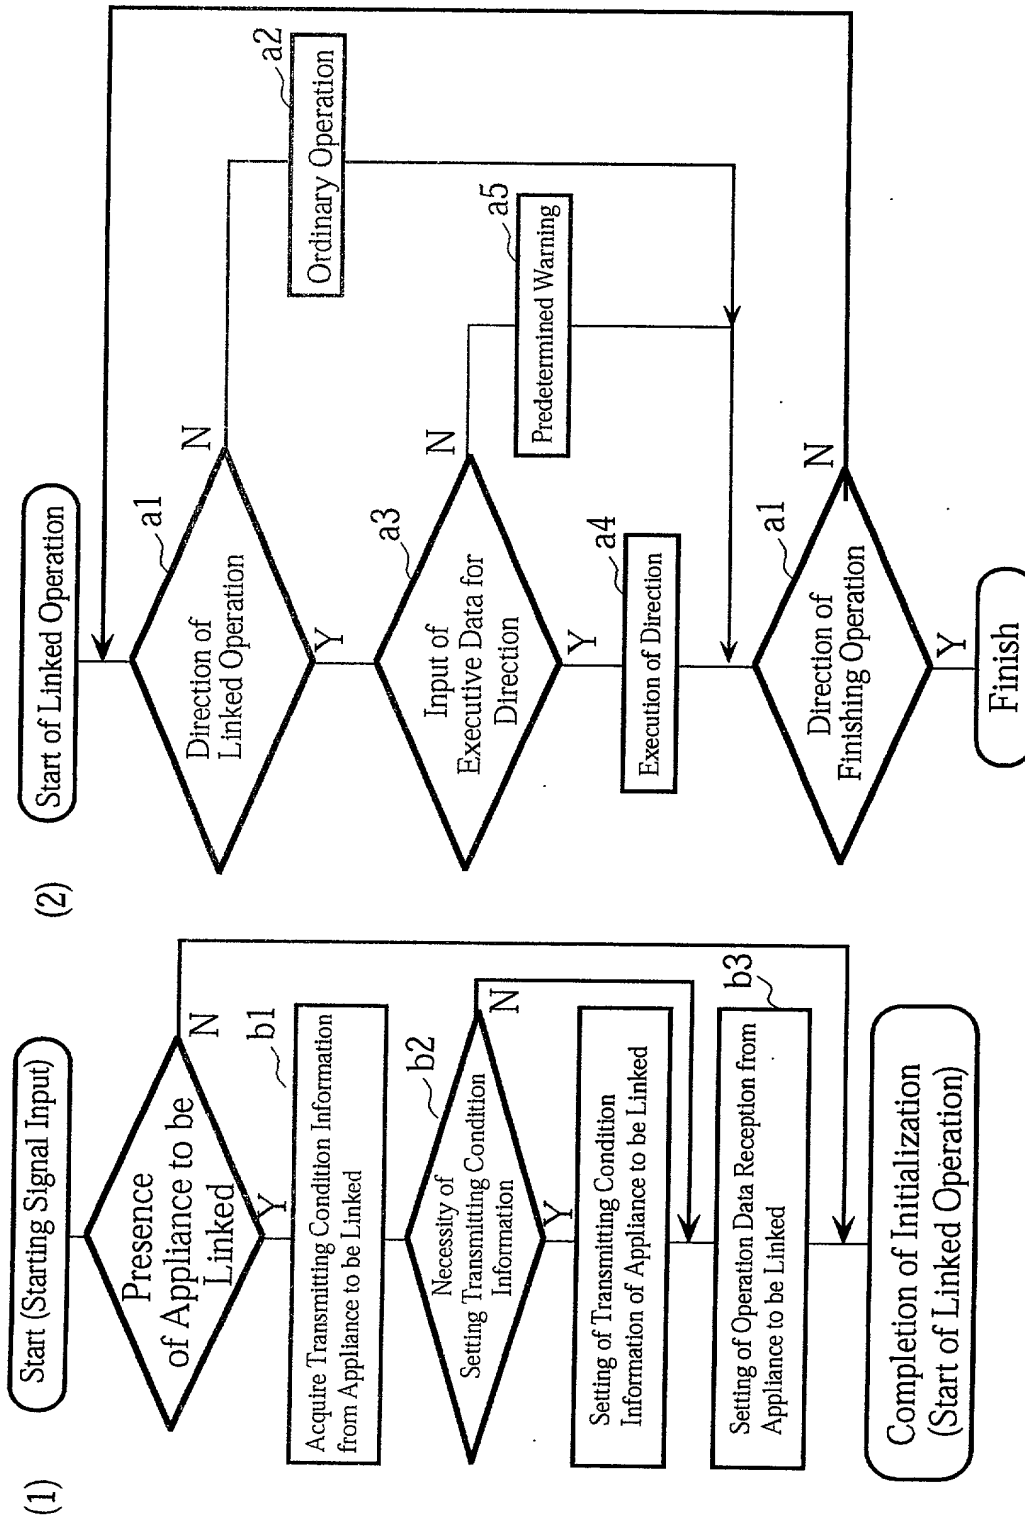 (1)
Start (Starting Signal Input)
Presence
of Appliance to be
Linked
N
Y
b1
Acquire Transmitting Condition Information
from Appliance to be Linked
b2
Necessity of
Setting Transmitting Condition
Information
N
Y
Setting of Transmitting Condition
Information of Appliance to be Linked
b3
Setting of Operation Data Reception from
Appliance to be Linked
Completion of Initialization
(Start of Linked Operation)
(2)
Start of Linked Operation
a1
Direction of
Linked Operation
N
Y
a2
Ordinary Operation
a3
Input of
Executive Data for
Direction
N
Y
a5
Predetermined Warning
a4
Execution of Direction
a1
Direction of
Finishing Operation
N
Y
Finish